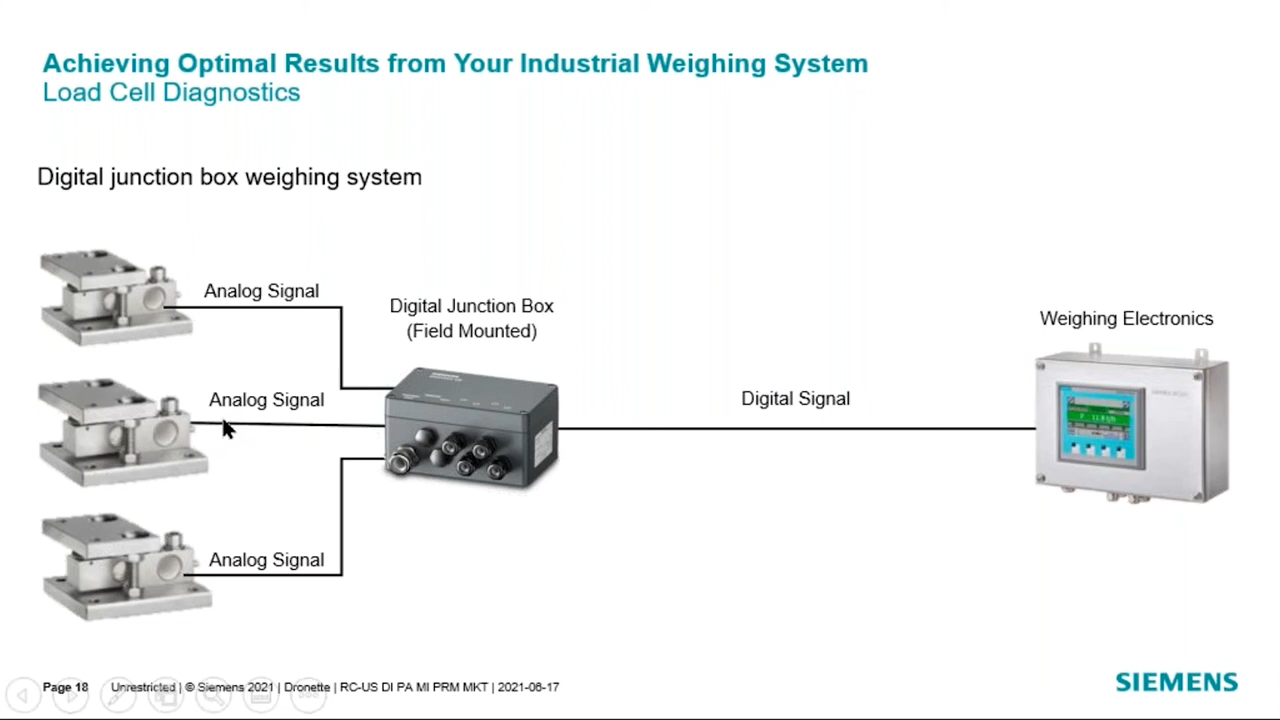 Achieving Optimal Results from Your Industrial Weighing System
Load Cell Diagnostics
Digital junction box weighing system
Analog Signal
Digital Junction Box
(Field Mounted)
Weighing Electronics
Analog Signal
Digital Signal
Analog Signal
Page 18 Unrestricted | © Siemens 2021 | Dronette | RC-US DI PA MI PRM MKT | 2021-06-17
SIEMENS